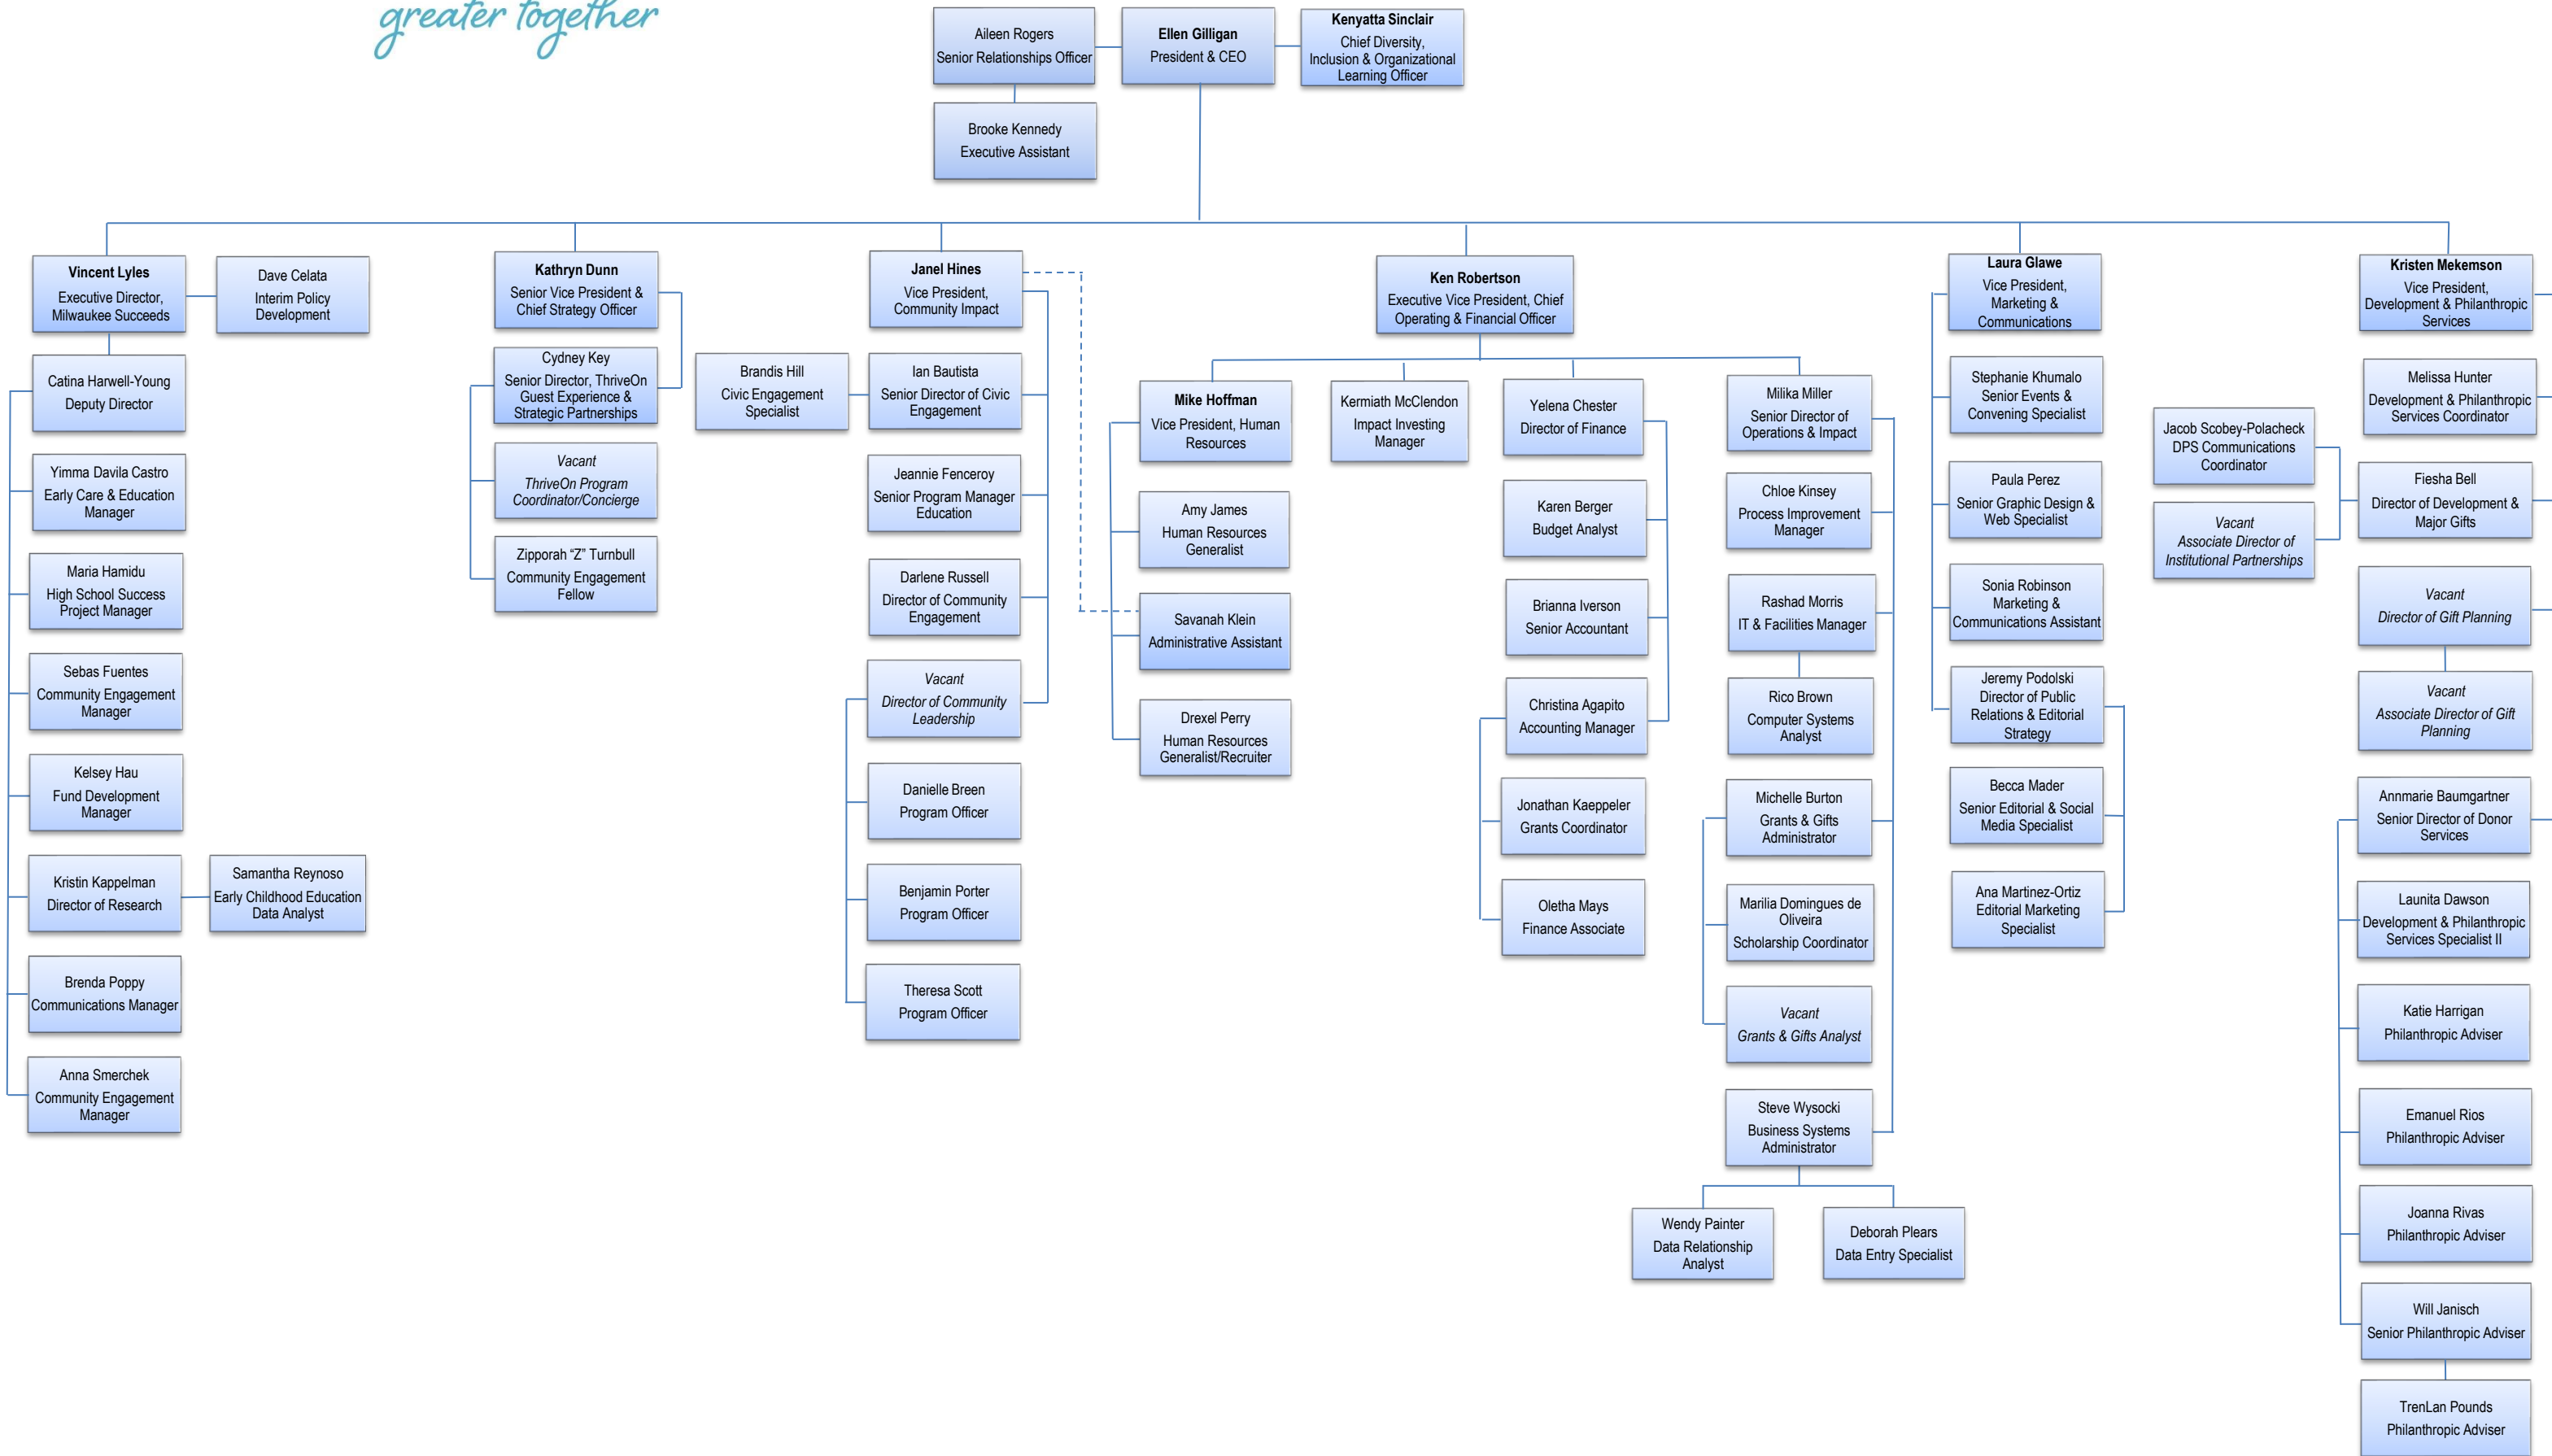 greater together
Aileen Rogers
Senior Relationships Officer
Ellen Gilligan
President & CEO
Kenyatta Sinclair
Chief Diversity,
Inclusion & Organizational
Learning Officer
Brooke Kennedy
Executive Assistant
Vincent Lyles
Executive Director,
Milwaukee Succeeds
Dave Celata
Interim Policy
Development
Catina Harwell-Young
Deputy Director
Yimma Davila Castro
Early Care & Education
Manager
Maria Hamidu
High School Success
Project Manager
Sebas Fuentes
Community Engagement
Manager
Kelsey Hau
Fund Development
Manager
Kristin Kappelman
Director of Research
Samantha Reynoso
Early Childhood Education
Data Analyst
Brenda Poppy
Communications Manager
Anna Smerchek
Community Engagement
Manager
Kathryn Dunn
Senior Vice President &
Chief Strategy Officer
Cydney Key
Senior Director, ThriveOn
Guest Experience &
Strategic Partnerships
Vacant
ThriveOn Program
Coordinator/Concierge
Zipporah “Z” Turnbull
Community Engagement
Fellow
Janel Hines
Vice President,
Community Impact
Brandis Hill
Civic Engagement
Specialist
Ian Bautista
Senior Director of Civic
Engagement
Jeannie Fenceroy
Senior Program Manager
Education
Darlene Russell
Director of Community
Engagement
Vacant
Director of Community
Leadership
Danielle Breen
Program Officer
Benjamin Porter
Program Officer
Theresa Scott
Program Officer
Ken Robertson
Executive Vice President, Chief
Operating & Financial Officer
Mike Hoffman
Vice President, Human
Resources
Amy James
Human Resources
Generalist
Savanah Klein
Administrative Assistant
Drexel Perry
Human Resources
Generalist/Recruiter
Kermiath McClendon
Impact Investing
Manager
Yelena Chester
Director of Finance
Karen Berger
Budget Analyst
Brianna Iverson
Senior Accountant
Christina Agapito
Accounting Manager
Jonathan Kaeppeler
Grants Coordinator
Oletha Mays
Finance Associate
Milika Miller
Senior Director of
Operations & Impact
Chloe Kinsey
Process Improvement
Manager
Rashad Morris
IT & Facilities Manager
Rico Brown
Computer Systems
Analyst
Michelle Burton
Grants & Gifts
Administrator
Marilia Domingues de
Oliveira
Scholarship Coordinator
Vacant
Grants & Gifts Analyst
Steve Wysocki
Business Systems
Administrator
Wendy Painter
Data Relationship
Analyst
Deborah Plears
Data Entry Specialist
Laura Glawe
Vice President,
Marketing &
Communications
Stephanie Khumalo
Senior Events &
Convening Specialist
Paula Perez
Senior Graphic Design &
Web Specialist
Sonia Robinson
Marketing &
Communications Assistant
Jeremy Podolski
Director of Public
Relations & Editorial
Strategy
Becca Mader
Senior Editorial & Social
Media Specialist
Ana Martinez-Ortiz
Editorial Marketing
Specialist
Kristen Mekemson
Vice President,
Development & Philanthropic
Services
Melissa Hunter
Development & Philanthropic
Services Coordinator
Jacob Scobey-Polacheck
DPS Communications
Coordinator
Vacant
Associate Director of
Institutional Partnerships
Fiesha Bell
Director of Development &
Major Gifts
Vacant
Director of Gift Planning
Vacant
Associate Director of Gift
Planning
Annmarie Baumgartner
Senior Director of Donor
Services
Launita Dawson
Development & Philanthropic
Services Specialist II
Katie Harrigan
Philanthropic Adviser
Emanuel Rios
Philanthropic Adviser
Joanna Rivas
Philanthropic Adviser
Will Janisch
Senior Philanthropic Adviser
TrenLan Pounds
Philanthropic Adviser